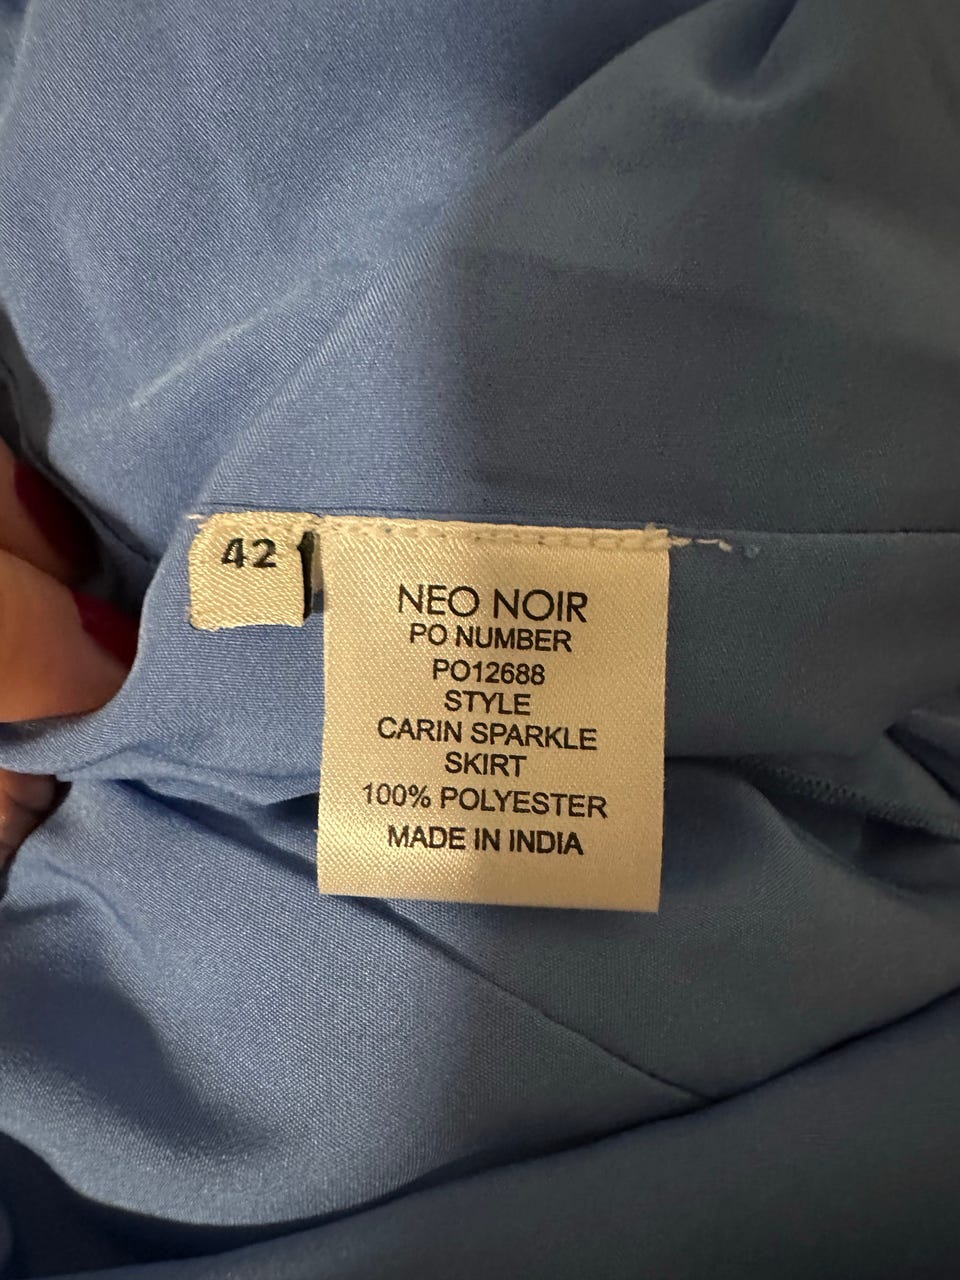 42
NEO NOIR
PO NUMBER
PO12688
STYLE
CARIN SPARKLE
SKIRT
100% POLYESTER
MADE IN INDIA